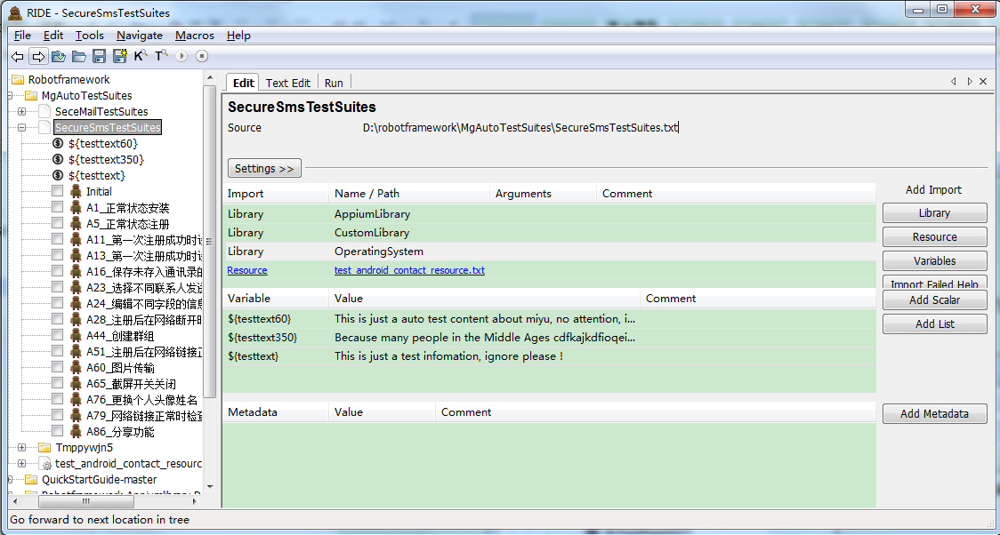 RIDE - SecureSmsTestSuites
File Edit Tools Navigate Macros Help
Robotframework
MgAutoTestSuites
SeceMailTestSuites
SecureSmsTestSuites
${testtext60}
${testtext350}
${testtext}
Initial
A1_正常状态安装
A5_正常状态注册
A11_第一次注册成功时
A13_第一次注册成功时
A16_保存未存入通讯录的
A23_选择不同联系人发
A24_编辑不同字段的信
A28_注册后在网络断开时
A44_创建群组
A51_注册后在网络链接
A60_图片传输
A65_截屏开关关闭
A76_更换个人头像姓名
A79_网络链接正常时检
A86_分享功能
Tmppywjn5
test_android_contact_resourc
QuickStartGuide-master
Edit Text Edit Run
SecureSmsTestSuites
Source D:\robotframework\MgAutoTestSuites\SecureSmsTestSuites.txt
Settings >>
Import Name / Path Arguments Comment
Library AppiumLibrary
Library CustomLibrary
Library OperatingSystem
Resource test_android_contact_resource.txt
Add Import
Library
Resource
Variables
Import Failed Help
Variable Value Comment
${testtext60} This is just a auto test content about miyu, no attention, i...
${testtext350} Because many people in the Middle Ages cdfkajkdfioqei...
${testtext} This is just a test infomation, ignore please !
Add Scalar
Add List
Metadata Value Comment
Add Metadata
Go forward to next location in tree